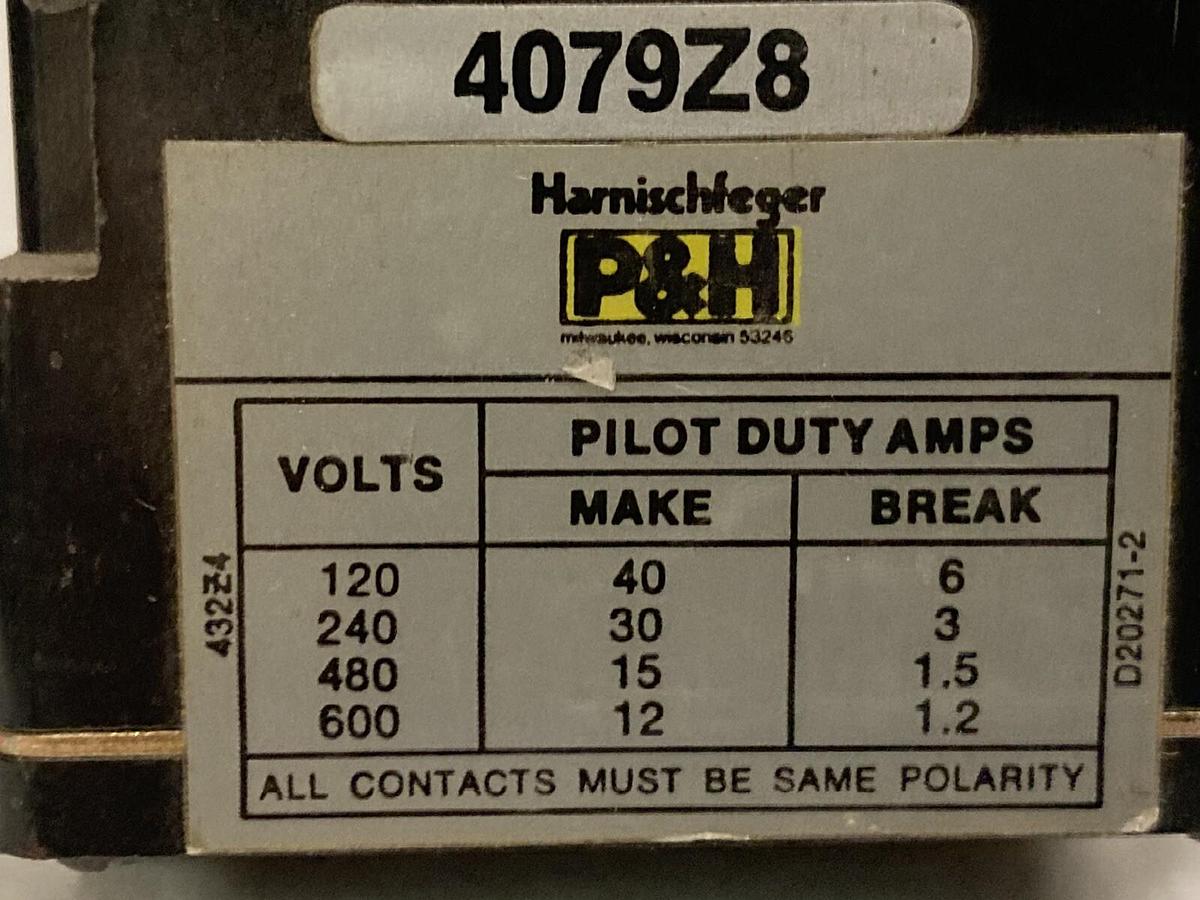 4079Z8
Harnischfeger
P&H
milwaukee, wisconsin 53246
VOLTS
PILOT DUTY AMPS
MAKE BREAK
120 40 6
240 30 3
480 15 1.5
600 12 1.2
ALL CONTACTS MUST BE SAME POLARITY
432Z4
D20271-2